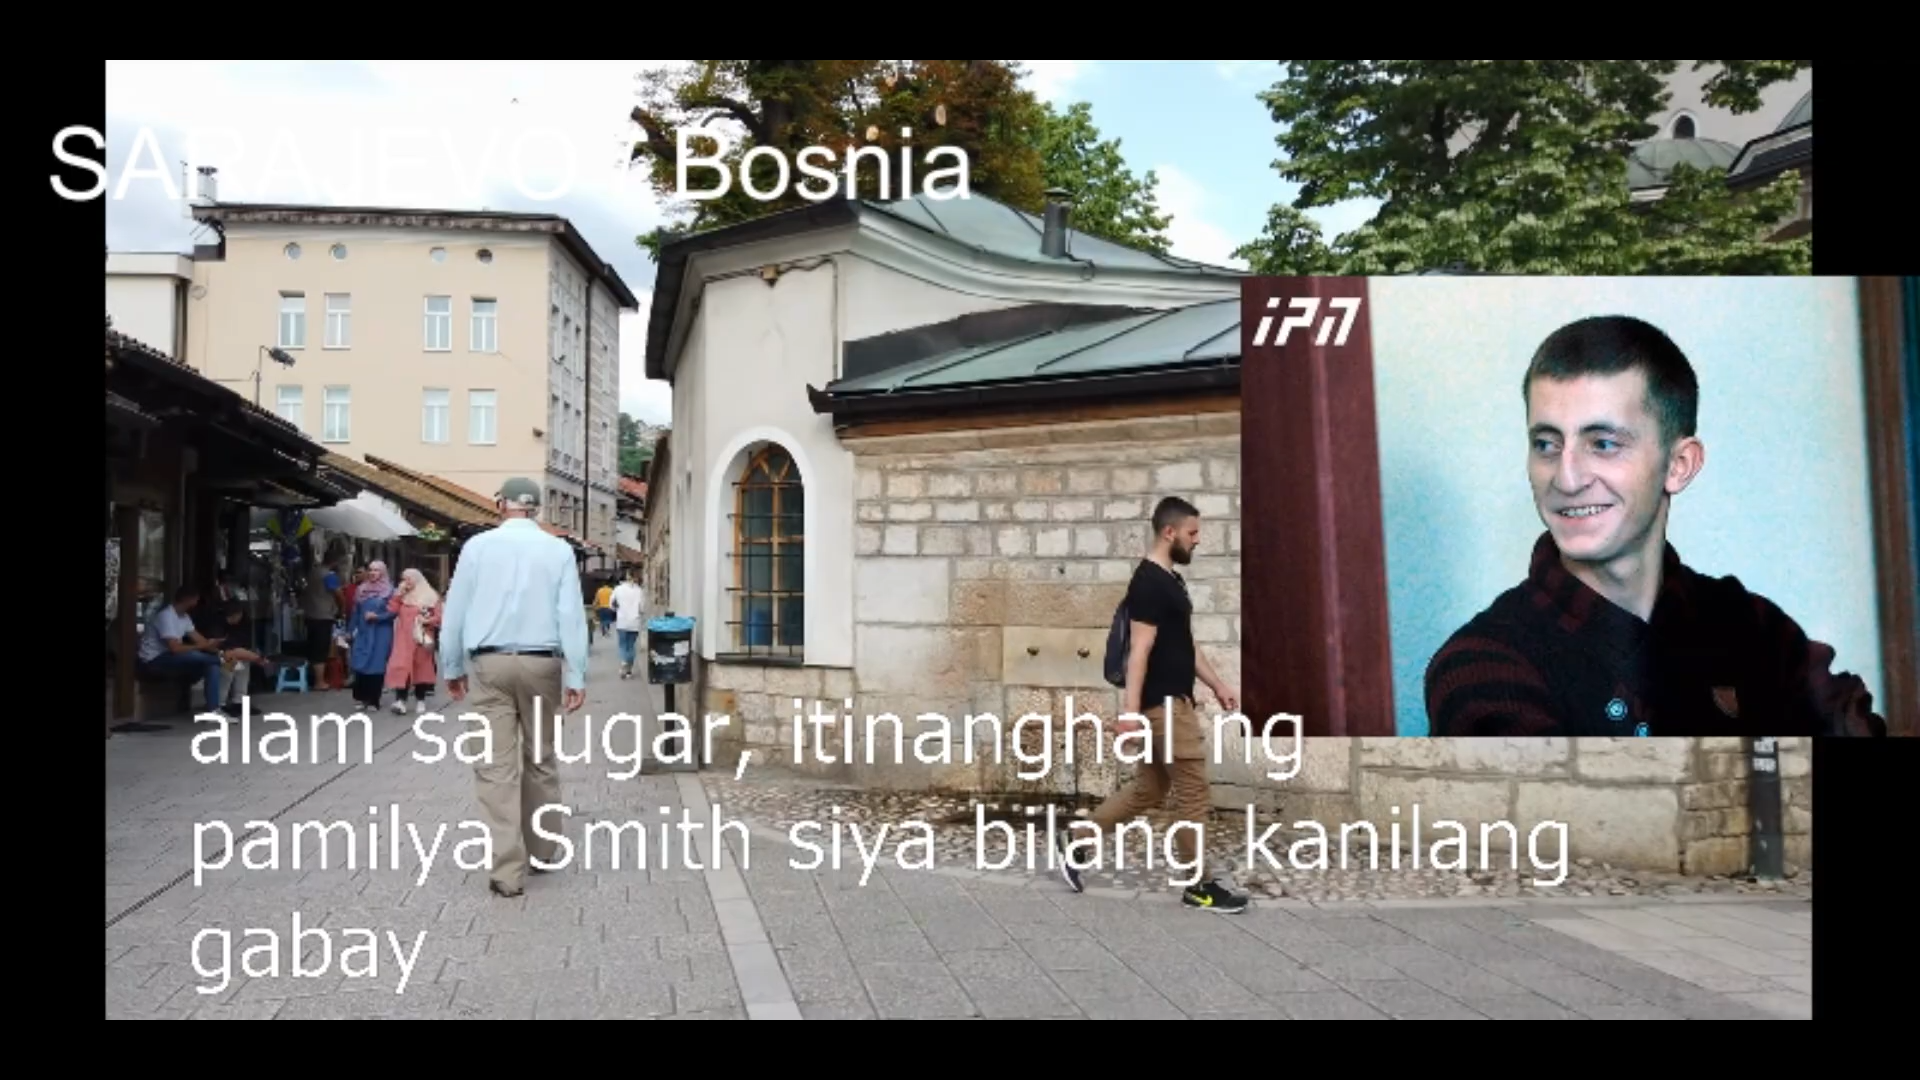 SARAJEVO / Bosnia
iPN
alam sa lugar, itinanghal ng
pamilya Smith siya bilang kanilang
gabay